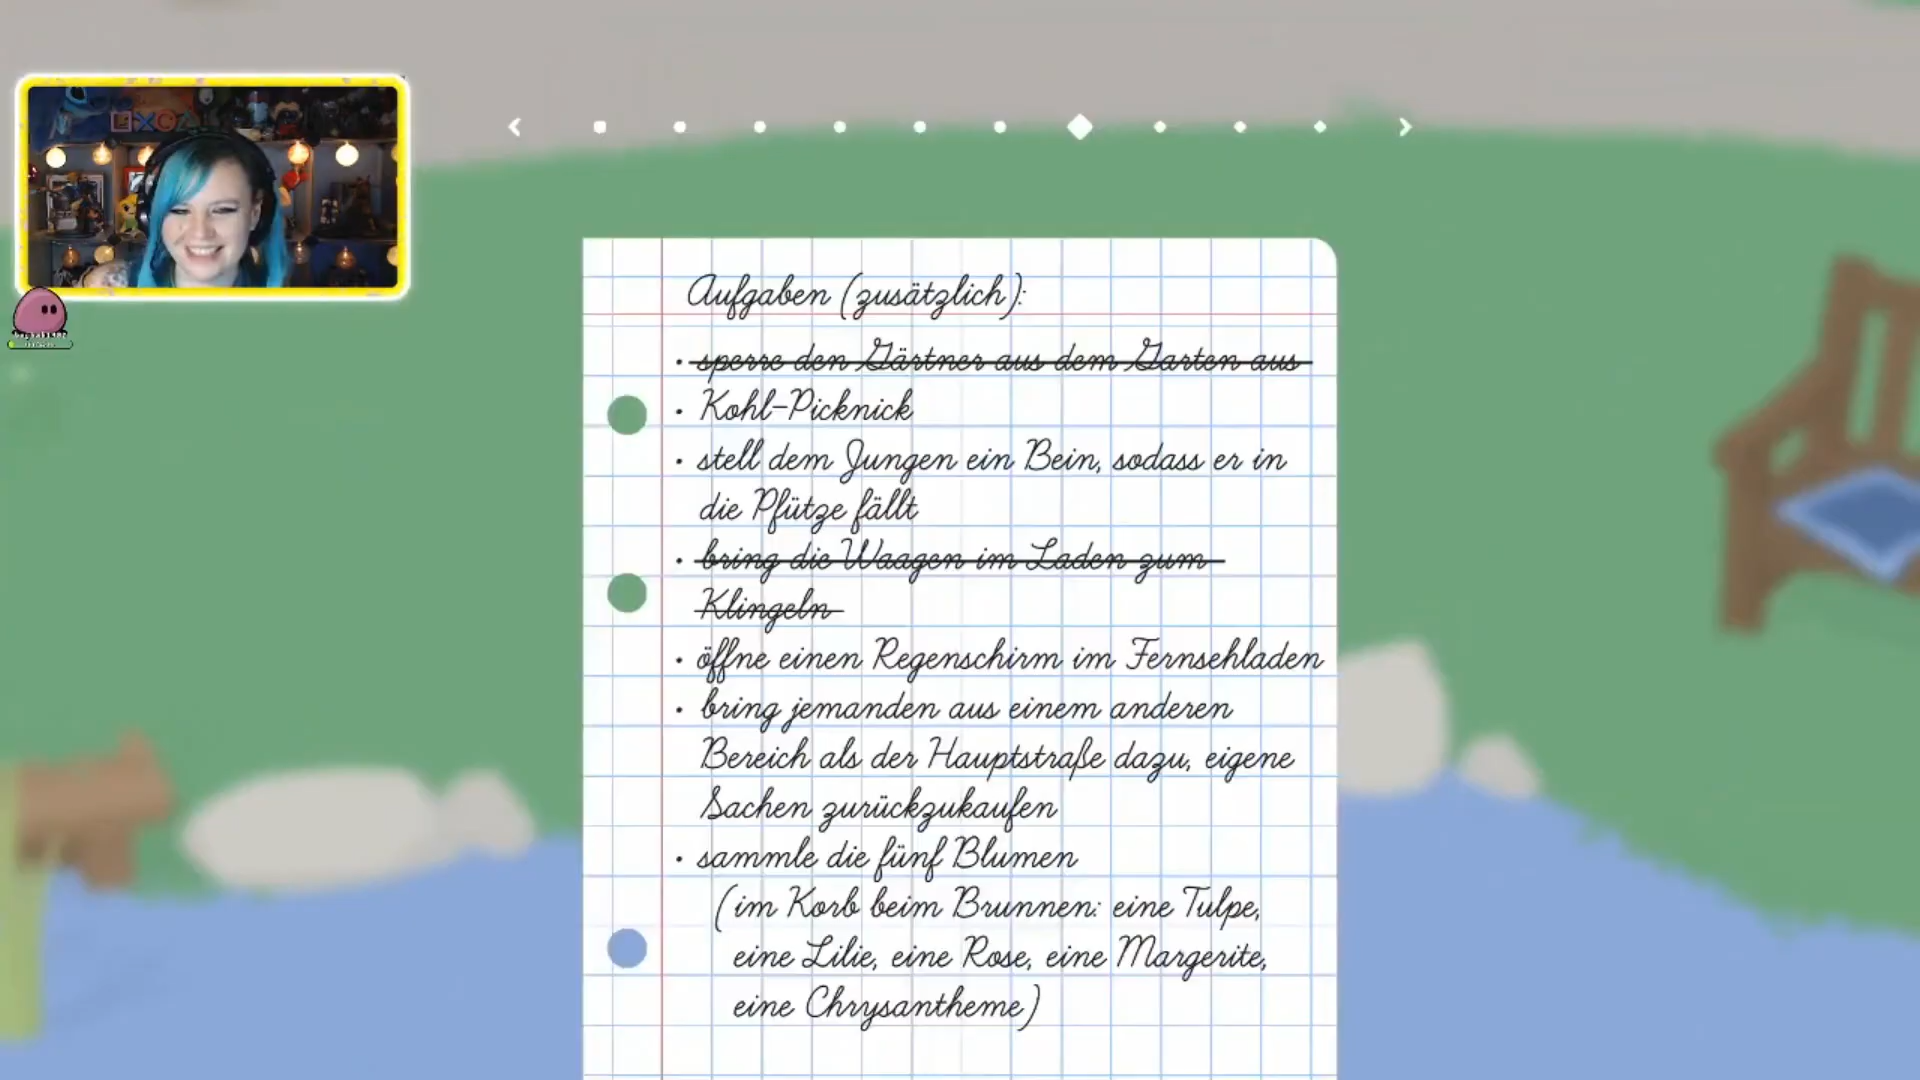 Aufgaben (zusätzlich):
• sperre den Gärtner aus dem Garten aus
• Kohl-Picknick
• stell dem Jungen ein Bein, sodass er in
die Pfütze fällt
• bring die Waagen im Laden zum
Klingeln
• öffne einen Regenschirm im Fernsehladen
• bring jemanden aus einem anderen
Bereich als der Hauptstraße dazu, eigene
Sachen zurückzukaufen
• sammle die fünf Blumen
(im Korb beim Brunnen: eine Tulpe,
eine Lilie, eine Rose, eine Margerite,
eine Chrysantheme)